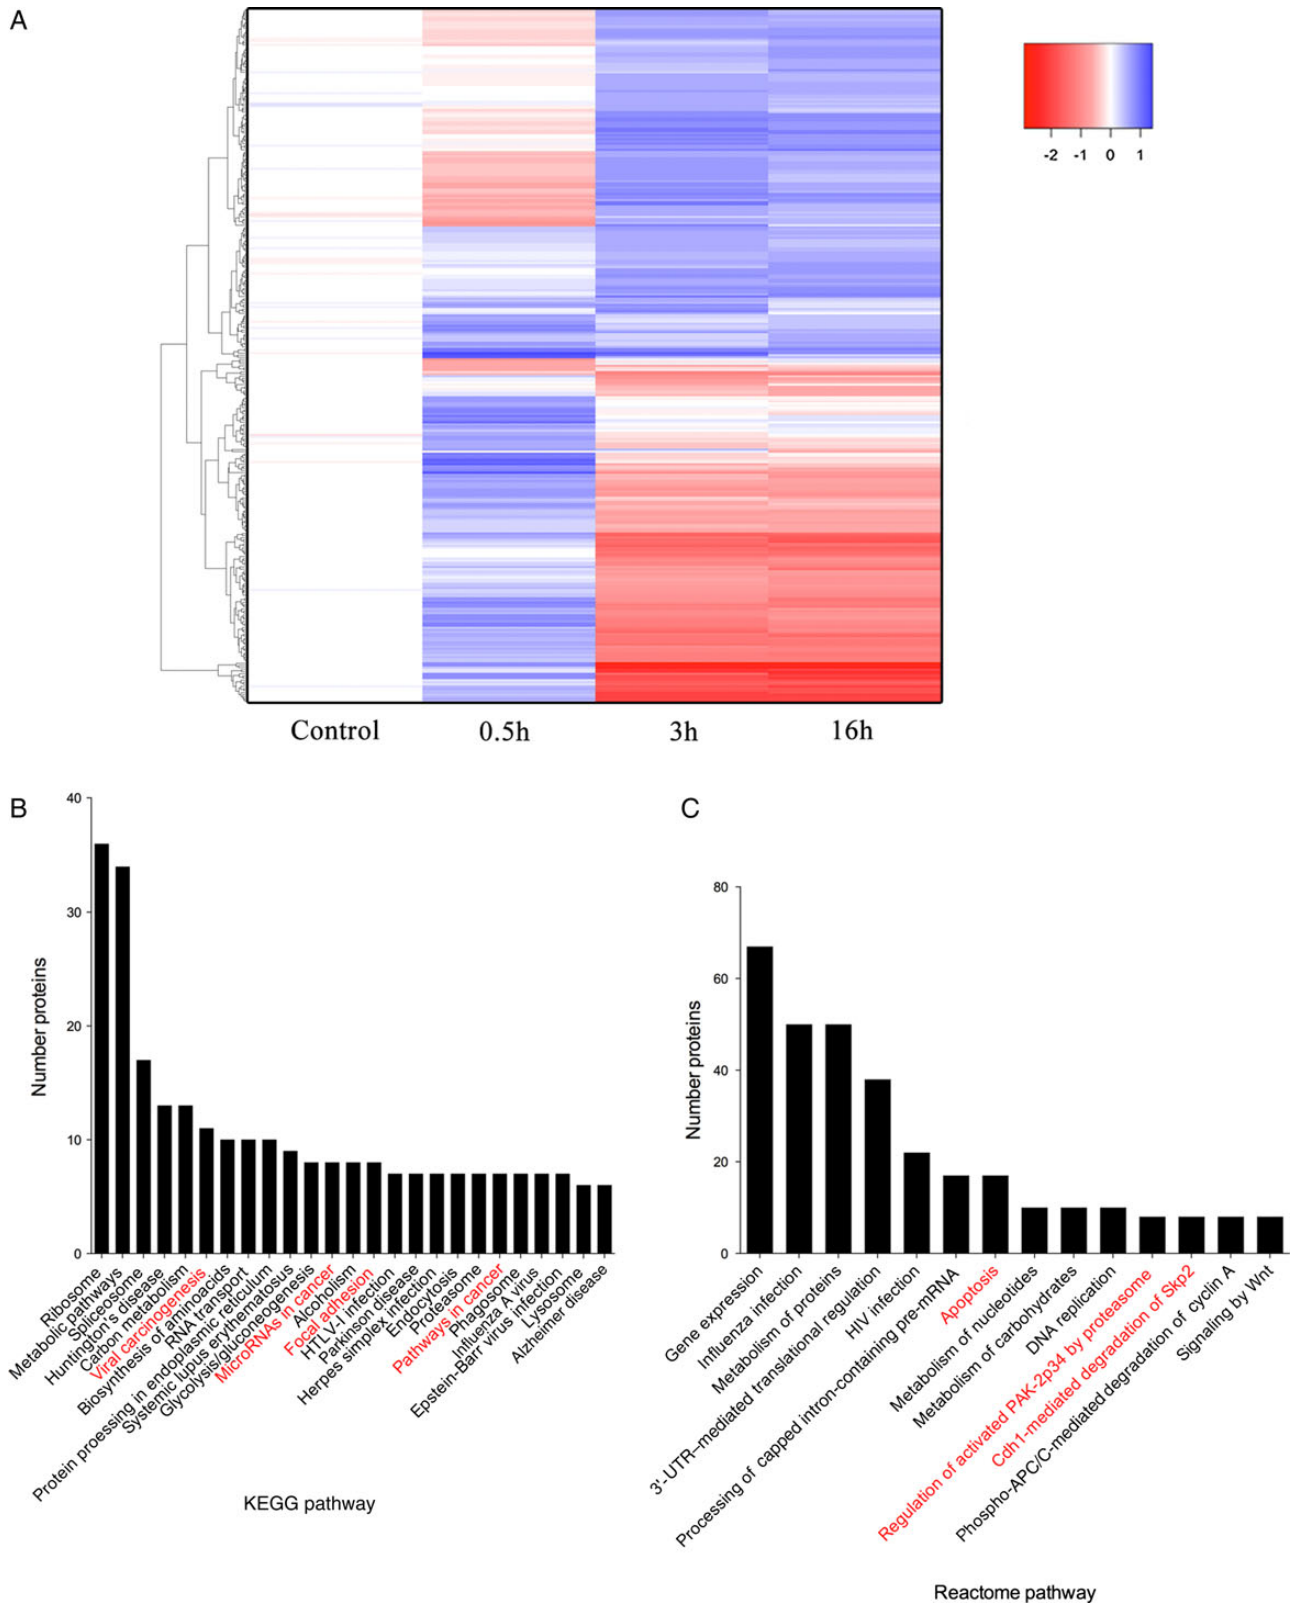 A
-2 -1 0 1
Control 0.5h 3h 16h
B
40
30
20
10
0
Number proteins
Ribosome
Metabolic pathways
Spliceosome
Huntington's disease
Carbon metabolism
Viral carcinogenesis
Biosynthesis of aminoacids
RNA transport
Protein proessing in endoplasmic reticulum
Systemic lupus erythematosus
Glycolysis/gluconeogenesis
MicroRNAs in cancer
Alcoholism
Focal adhesion
HTLV-I infection
Parkinson disease
Herpes simplex infection
Endocytosis
Proteasome
Pathways in cancer
Phagosome
Influenza A virus
Epstein-Barr virus infection
Lysosome
Alzheimer disease
KEGG pathway
C
80
60
40
20
0
Number proteins
Gene expression
Influenza infection
Metabolism of proteins
3'-UTR–mediated translational regulation
HIV infection
Processing of capped intron-containing pre-mRNA
Apoptosis
Metabolism of nucleotides
Metabolism of carbohydrates
DNA replication
Regulation of activated PAK-2p34 by proteasome
Cdh1-mediated degradation of Skp2
Phospho-APC/C-mediated degradation of cyclin A
Signaling by Wnt
Reactome pathway